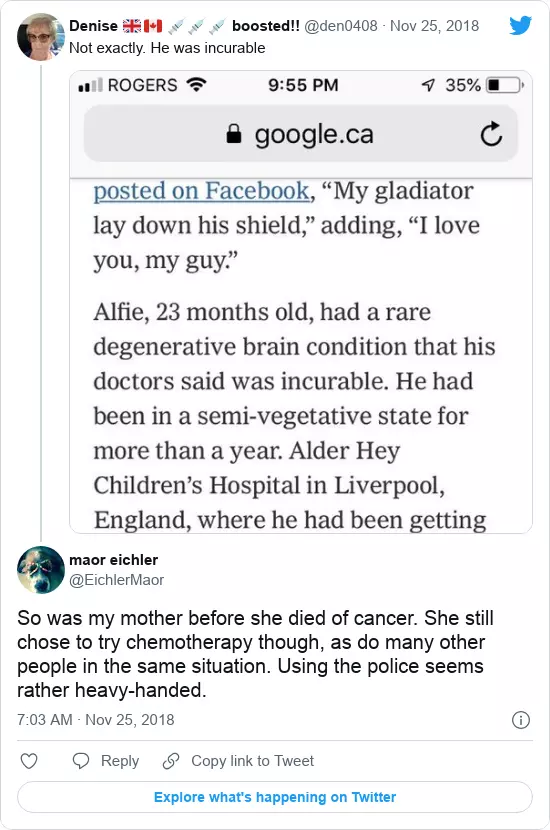 Denise 🇬🇧🇨🇦 💉💉💉 boosted!! @den0408 · Nov 25, 2018
Not exactly. He was incurable
ROGERS 9:55 PM 35%
google.ca
posted on Facebook, “My gladiator
lay down his shield,” adding, “I love
you, my guy.”
Alfie, 23 months old, had a rare
degenerative brain condition that his
doctors said was incurable. He had
been in a semi-vegetative state for
more than a year. Alder Hey
Children’s Hospital in Liverpool,
England, where he had been getting
maor eichler
@EichlerMaor
So was my mother before she died of cancer. She still
chose to try chemotherapy though, as do many other
people in the same situation. Using the police seems
rather heavy-handed.
7:03 AM · Nov 25, 2018
Reply Copy link to Tweet
Explore what's happening on Twitter